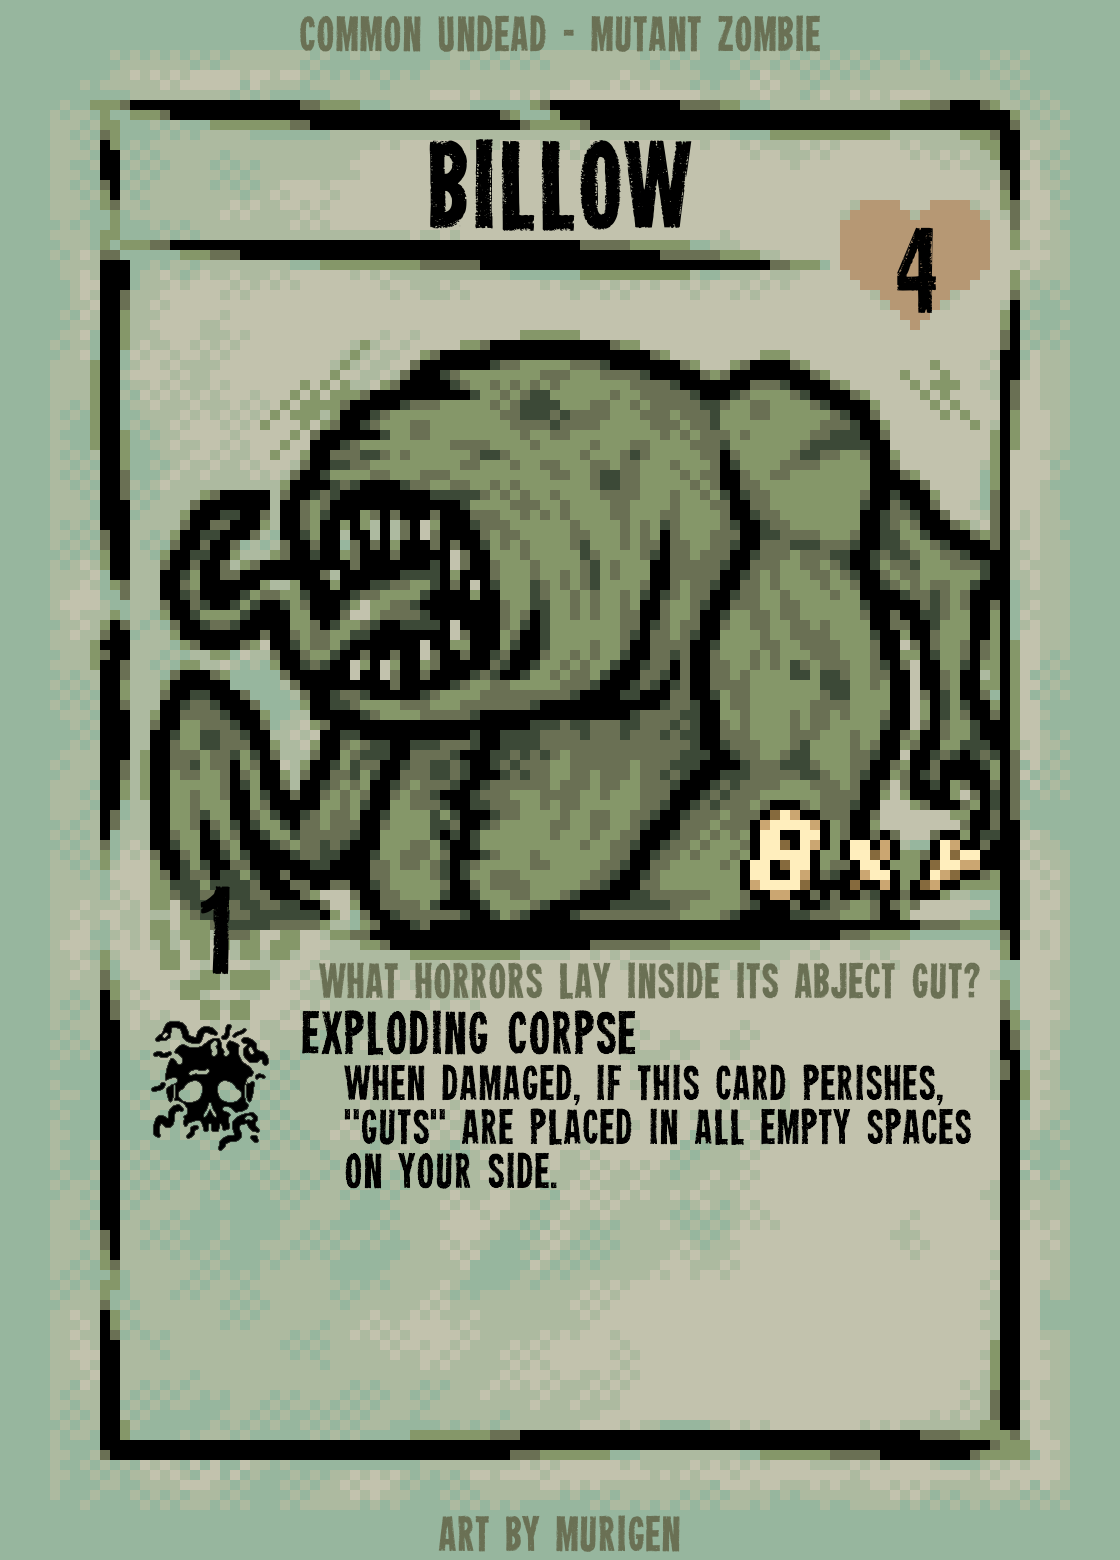 COMMON UNDEAD - MUTANT ZOMBIE
BILLOW
4
8 x
1
WHAT HORRORS LAY INSIDE ITS ABJECT GUT?
EXPLODING CORPSE
WHEN DAMAGED, IF THIS CARD PERISHES,
"GUTS" ARE PLACED IN ALL EMPTY SPACES
ON YOUR SIDE.
ART BY MURIGEN